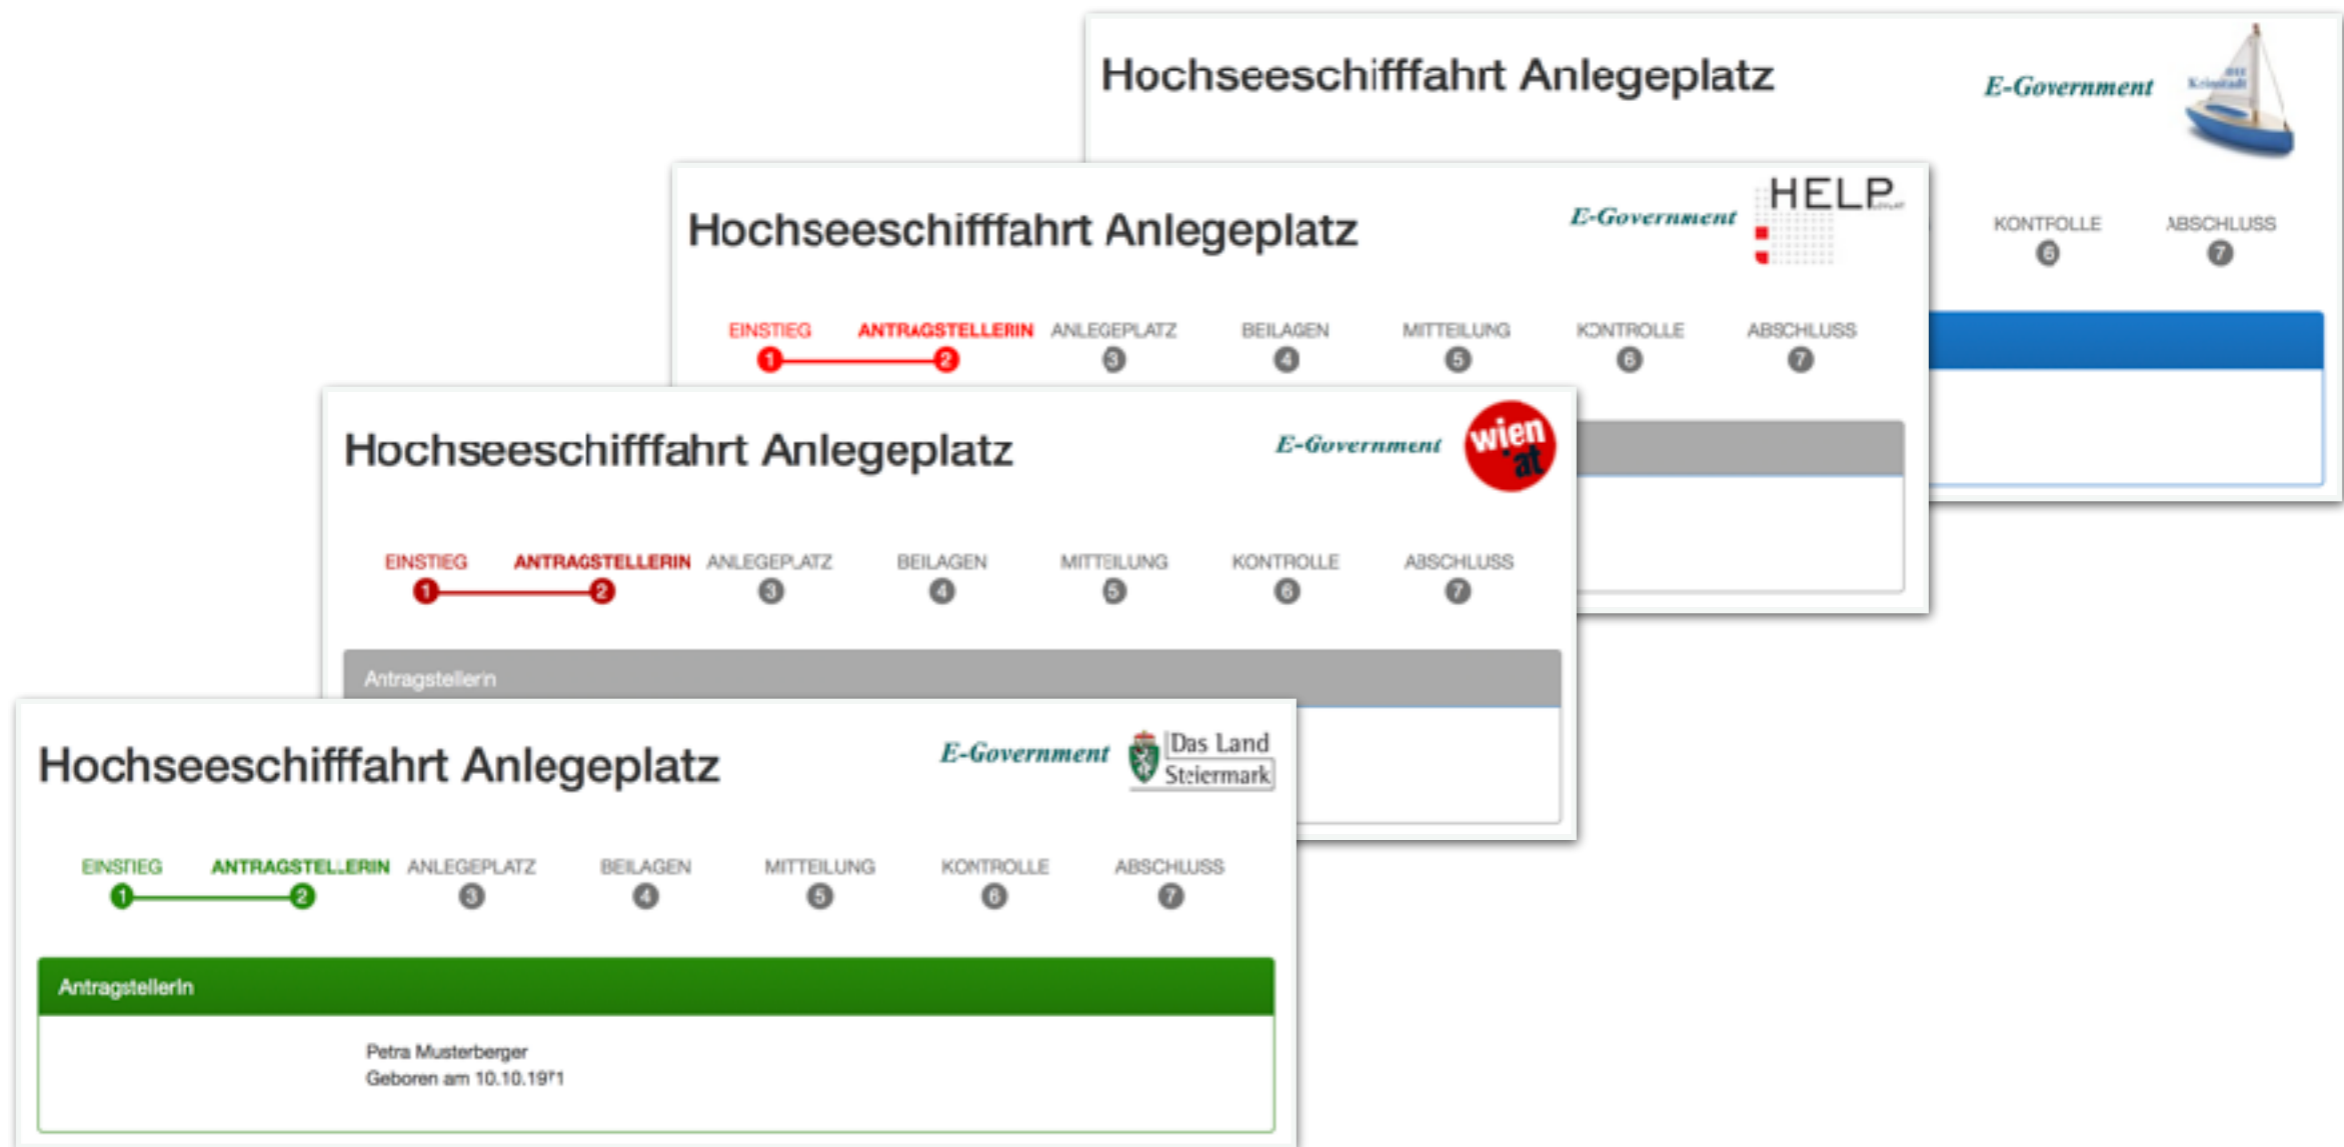 Hochseeschifffahrt Anlegeplatz
E-Government
KONTROLLE ABSCHLUSS
6 7
Hochseeschifffahrt Anlegeplatz
E-Government HELP
EINSTIEG ANTRAGSTELLERIN ANLEGEPLATZ BEILAGEN MITTEILUNG KONTROLLE ABSCHLUSS
1 2 3 4 5 6 7
Hochseeschifffahrt Anlegeplatz
E-Government wien.at
EINSTIEG ANTRAGSTELLERIN ANLEGEPLATZ BEILAGEN MITTEILUNG KONTROLLE ABSCHLUSS
1 2 3 4 5 6 7
AntragstellerIn
Hochseeschifffahrt Anlegeplatz
E-Government Das Land
Steiermark
EINSTIEG ANTRAGSTELLERIN ANLEGEPLATZ BEILAGEN MITTEILUNG KONTROLLE ABSCHLUSS
1 2 3 4 5 6 7
AntragstellerIn
Petra Musterberger
Geboren am 10.10.1971